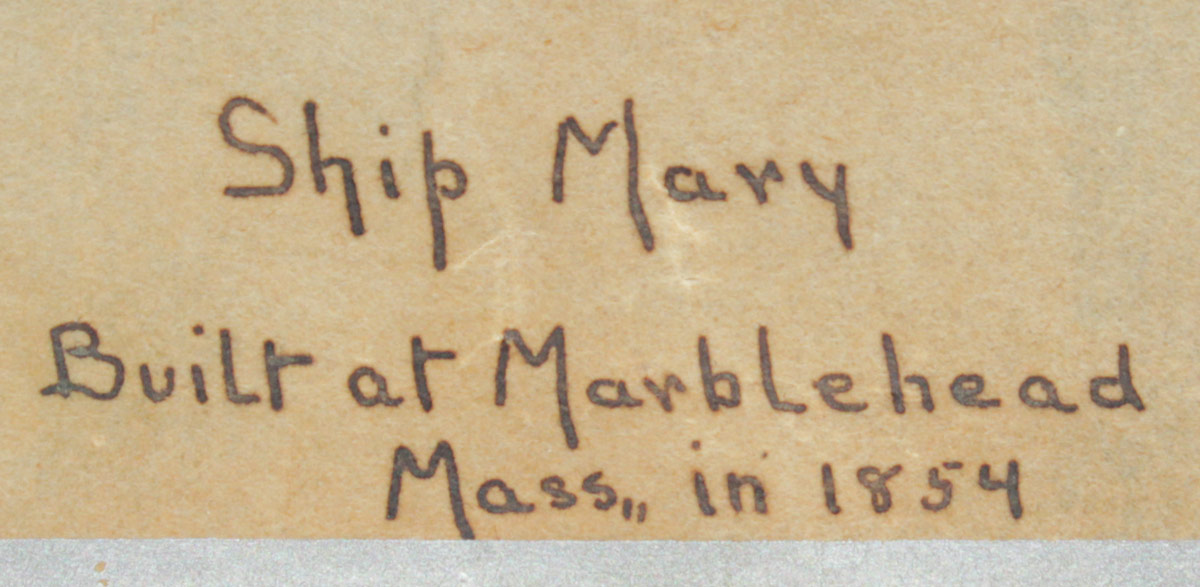 Ship Mary
Built at Marblehead
Mass,, in 1854